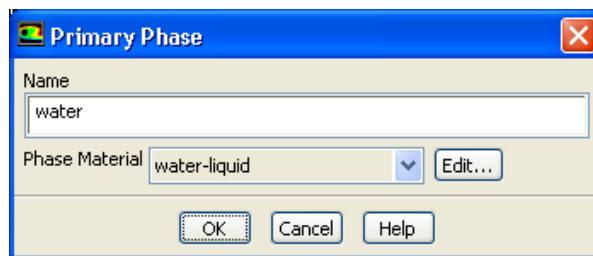 Primary Phase
Name
water
Phase Material water-liquid Edit...
OK Cancel Help